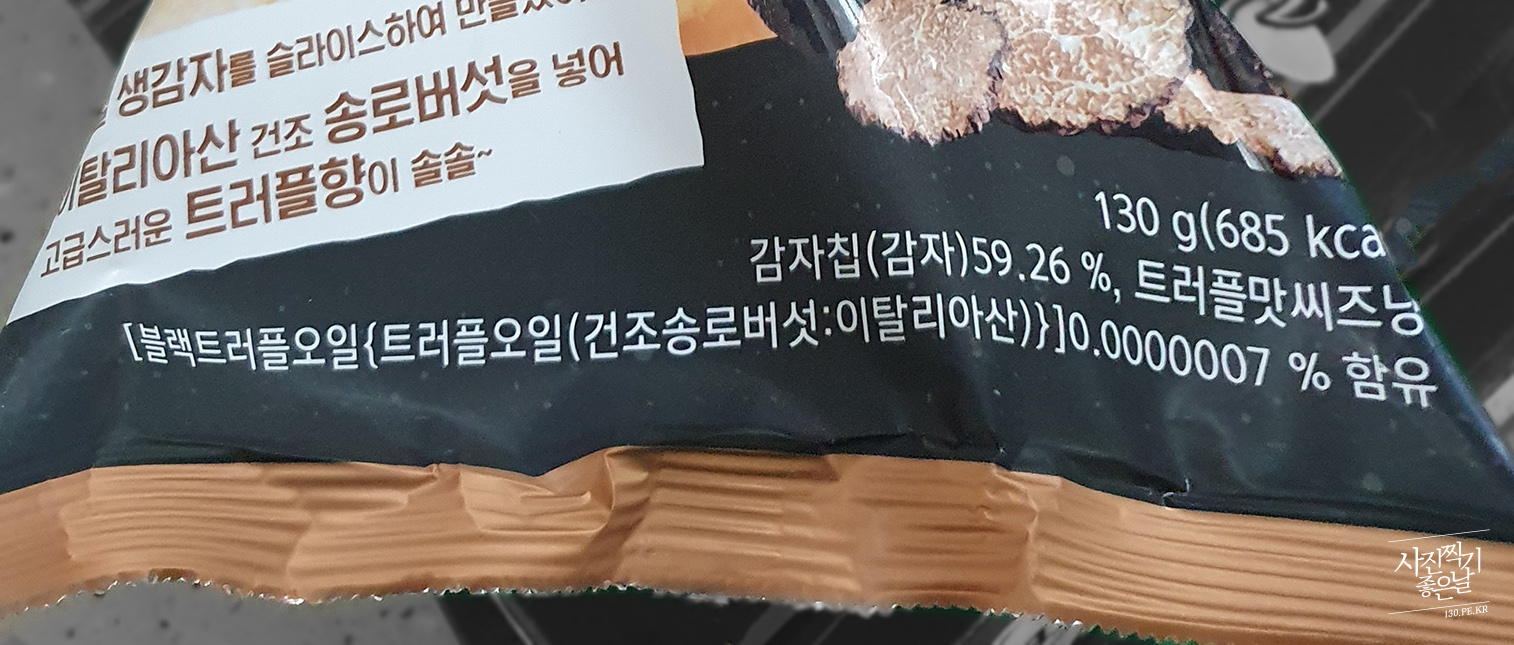 생감자를 슬라이스하여
이탈리아산 건조 송로버섯을 넣어
고급스러운 트러플향이 솔솔~
130 g(685 kca
감자칩(감자)59.26 %, 트러플맛씨즈닝
[블랙트러플오일{트러플오일(건조송로버섯:이탈리아산)}]0.0000007 % 함유
사진찍기
좋은날
130.PE.KR